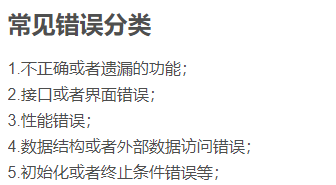 常见错误分类
1.不正确或者遗漏的功能；
2.接口或者界面错误；
3.性能错误；
4.数据结构或者外部数据访问错误；
5.初始化或者终止条件错误等；